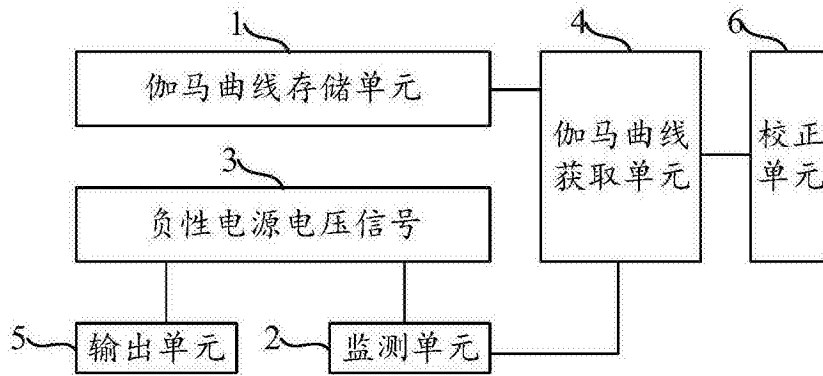 1
伽马曲线存储单元
4
伽马曲线
获取单元
6
校正
单元
3
负性电源电压信号
5
输出单元
2
监测单元